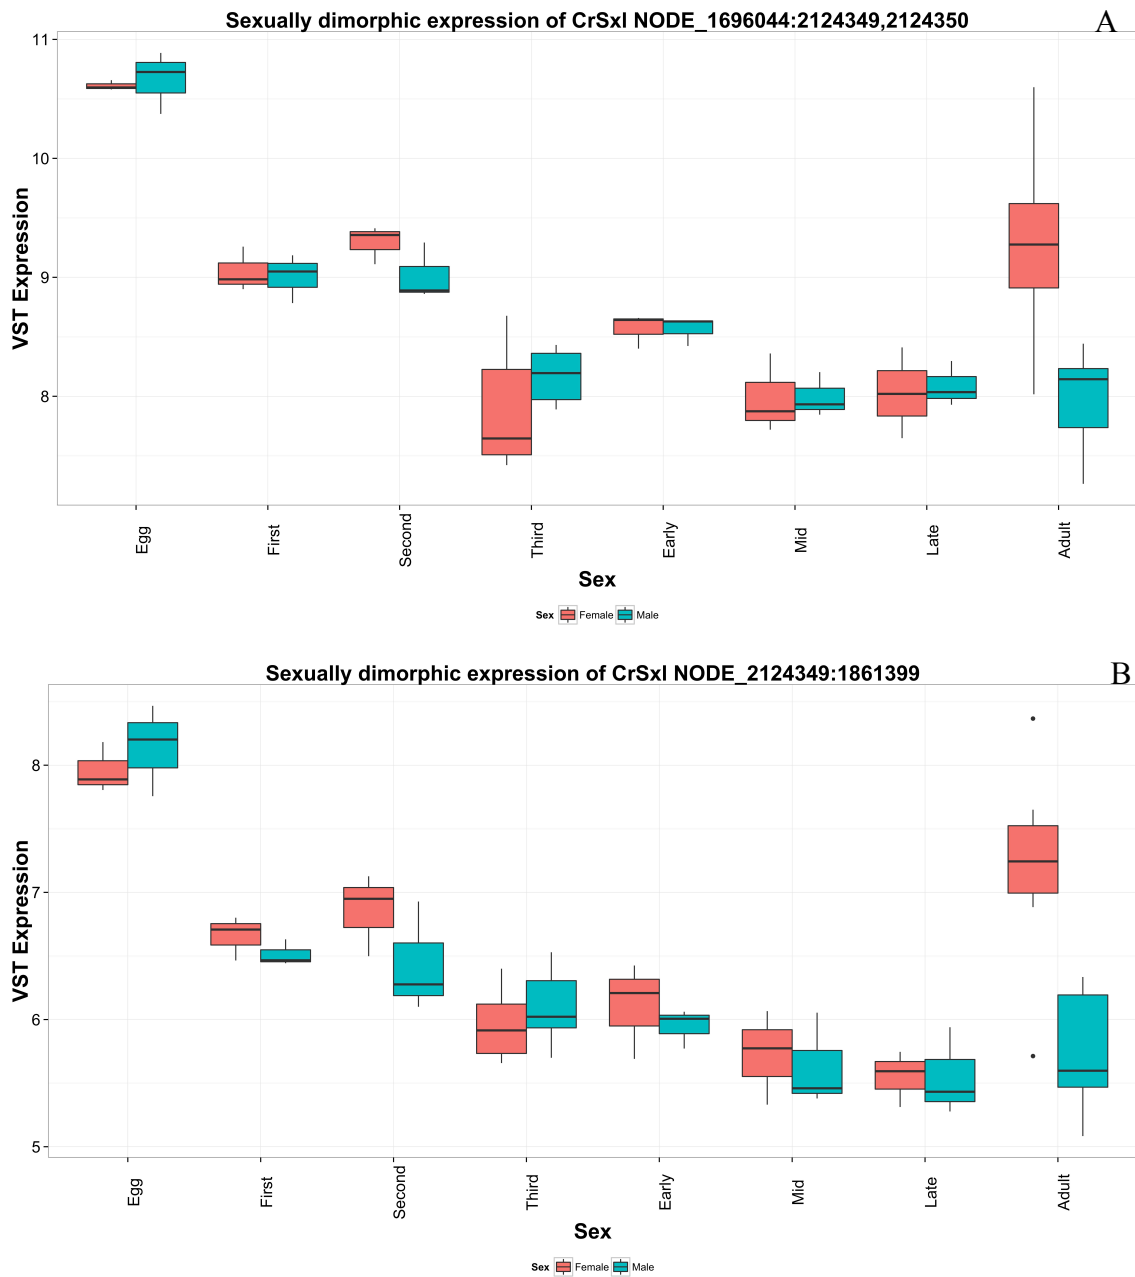 Sexually dimorphic expression of CrSxl NODE_1696044:2124349,2124350
A
11
10
9
8
VST Expression
Egg
First
Second
Third
Early
Mid
Late
Adult
Sex
Sex Female Male
Sexually dimorphic expression of CrSxl NODE_2124349:1861399
B
8
7
6
5
VST Expression
Egg
First
Second
Third
Early
Mid
Late
Adult
Sex
Sex Female Male